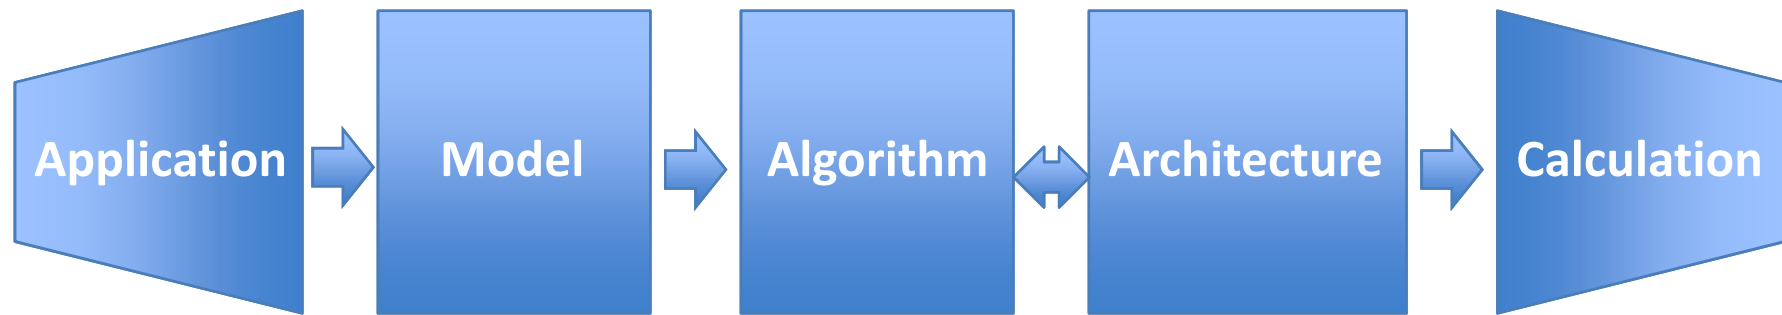 Application
Model
Algorithm
Architecture
Calculation